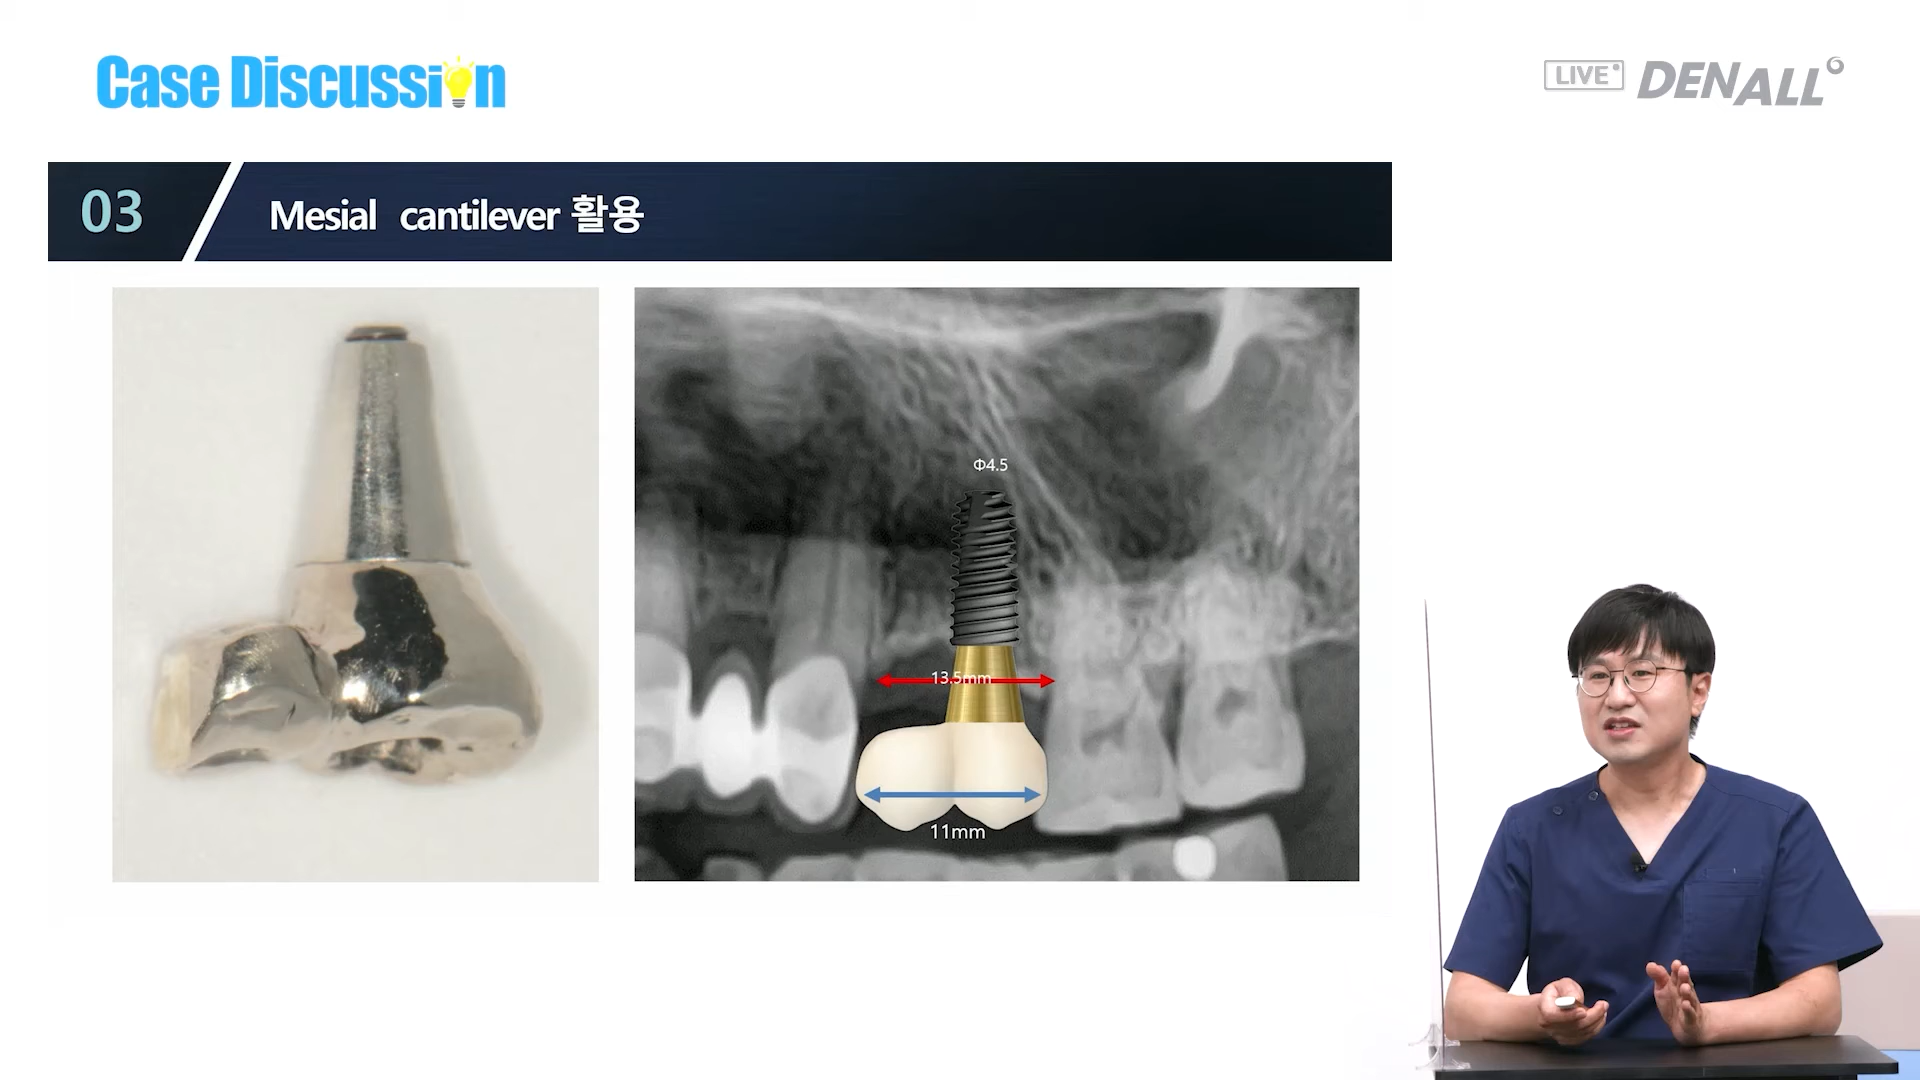 Case Discussion
LIVE DENALL
03 Mesial cantilever 활용
Φ4.5
13.5mm
11mm